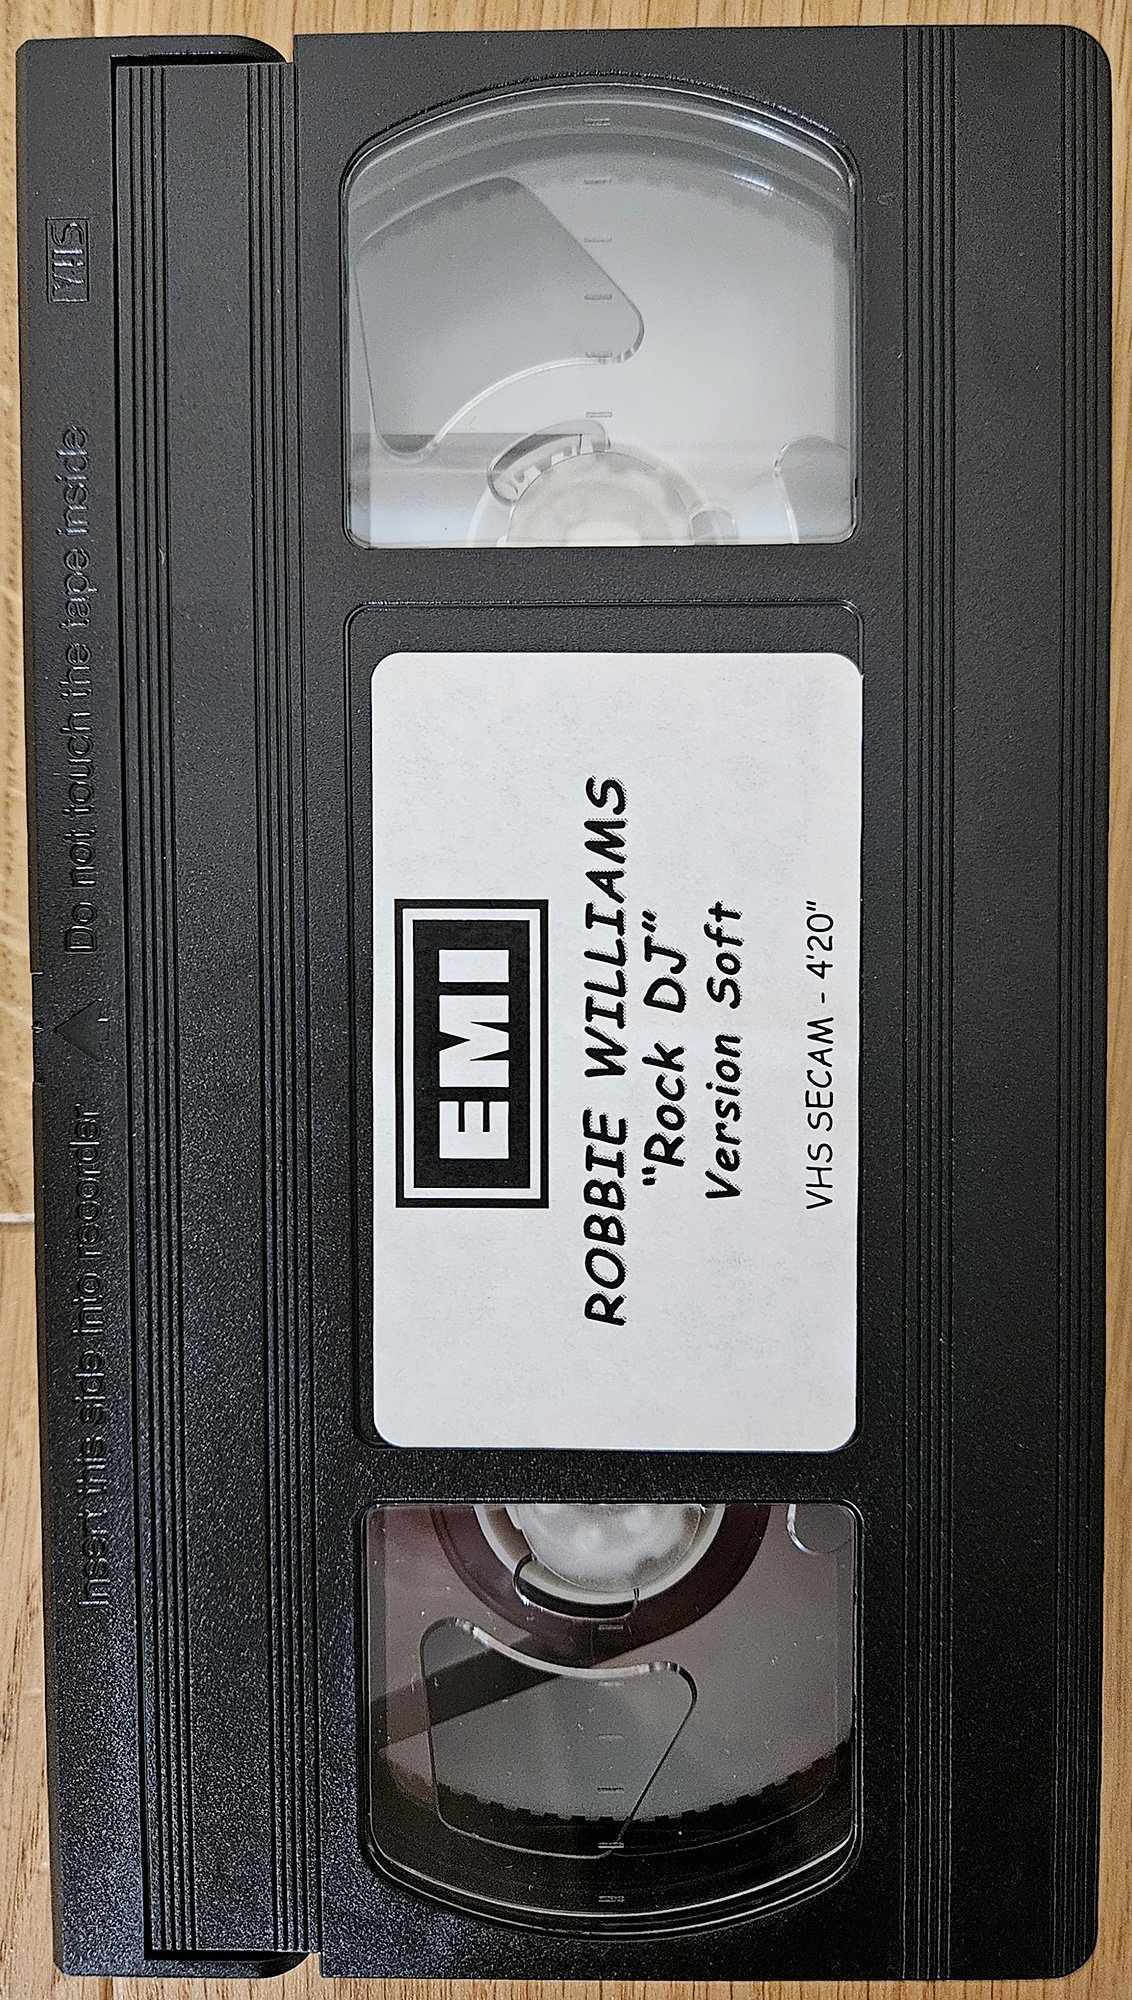 VHS
Insert this side into recorder
Do not touch the tape inside
EMI
ROBBIE WILLIAMS
"Rock DJ"
Version Soft
VHS SECAM - 4'20"